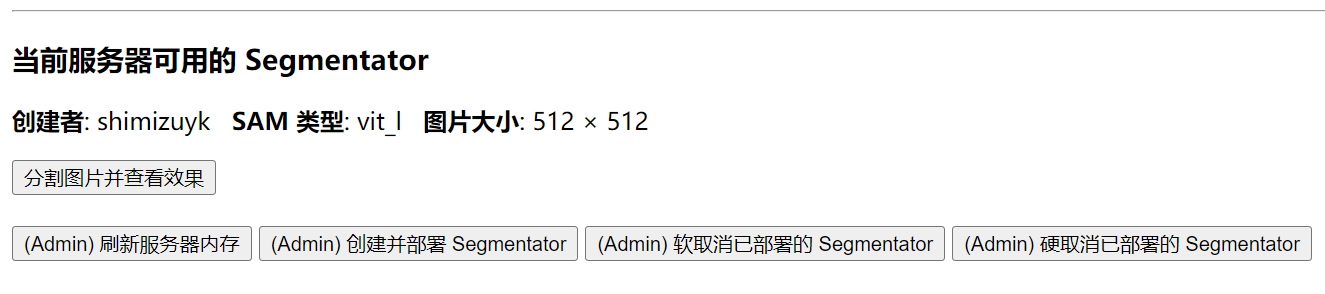 当前服务器可用的 Segmentator
创建者: shimizuyk SAM 类型: vit_l 图片大小: 512 × 512
分割图片并查看效果
(Admin) 刷新服务器内存 (Admin) 创建并部署 Segmentator (Admin) 软取消已部署的 Segmentator (Admin) 硬取消已部署的 Segmentator